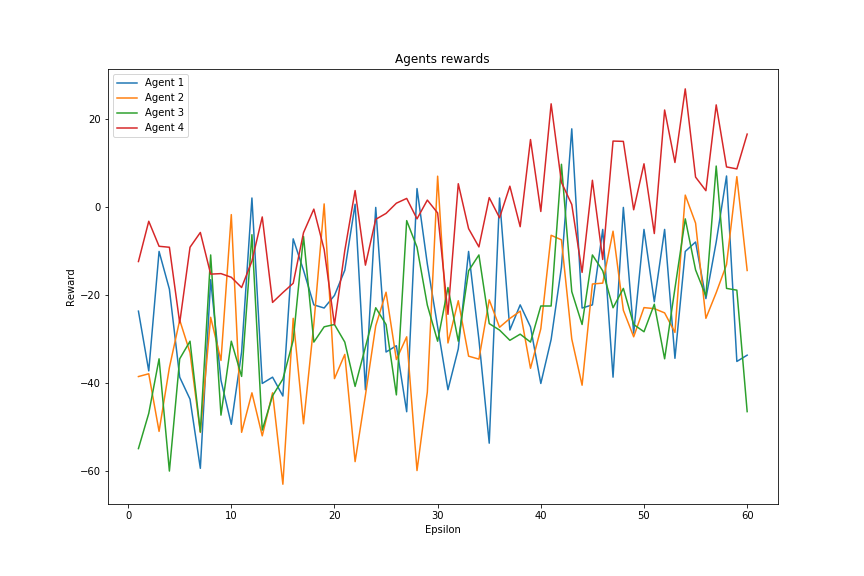 Agents rewards
Agent 1
Agent 2
Agent 3
Agent 4
Reward
20
0
−20
−40
−60
0 10 20 30 40 50 60
Epsilon